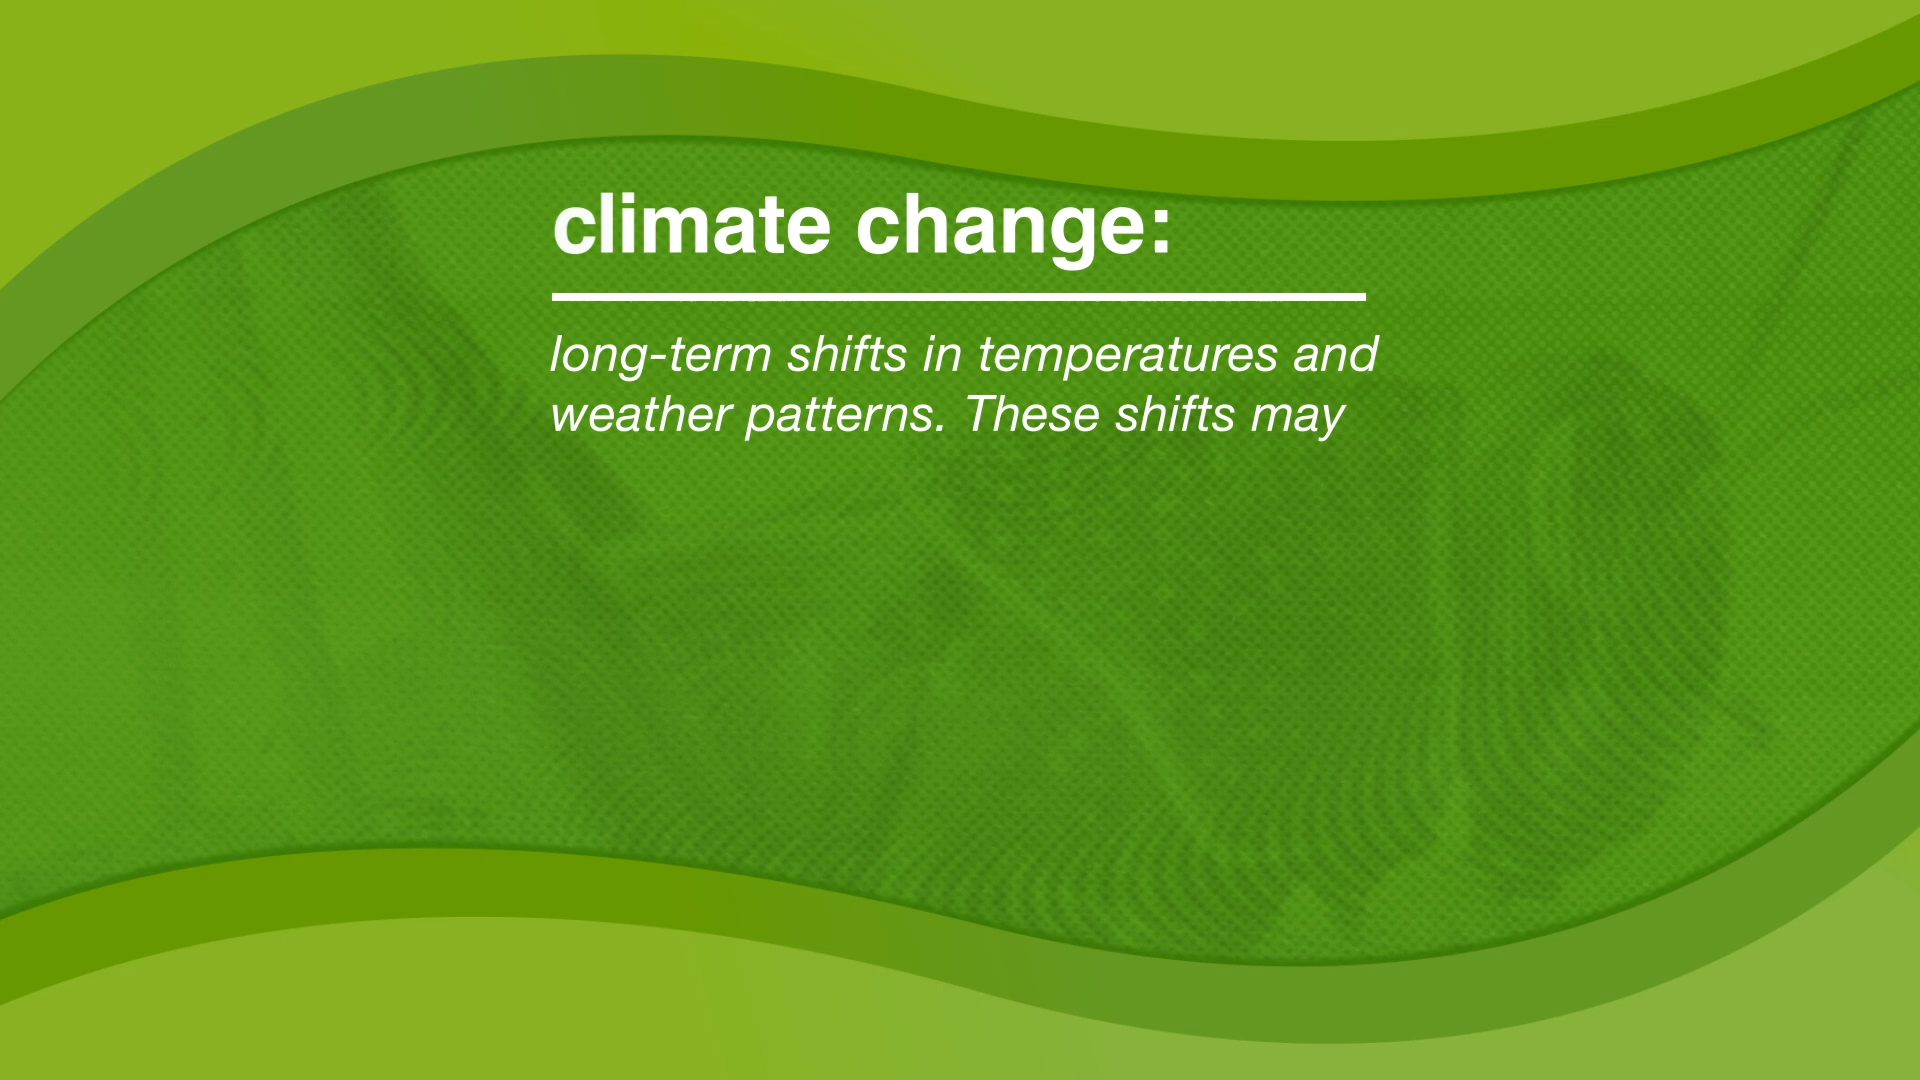 climate change:
long-term shifts in temperatures and
weather patterns. These shifts may